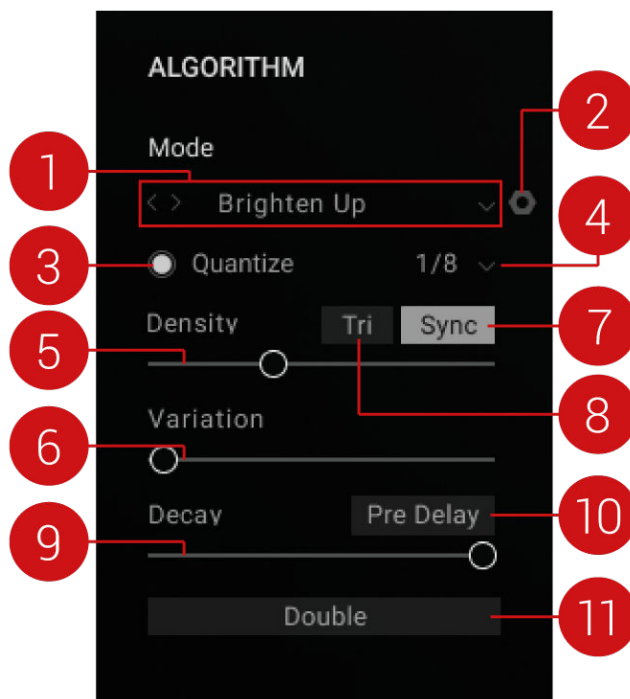 ALGORITHM
2
Mode
1
< > Brighten Up
4
3
Quantize 1/8
Density Tri Sync
7
5
8
Variation
6
Decay Pre Delay
10
9
Double
11